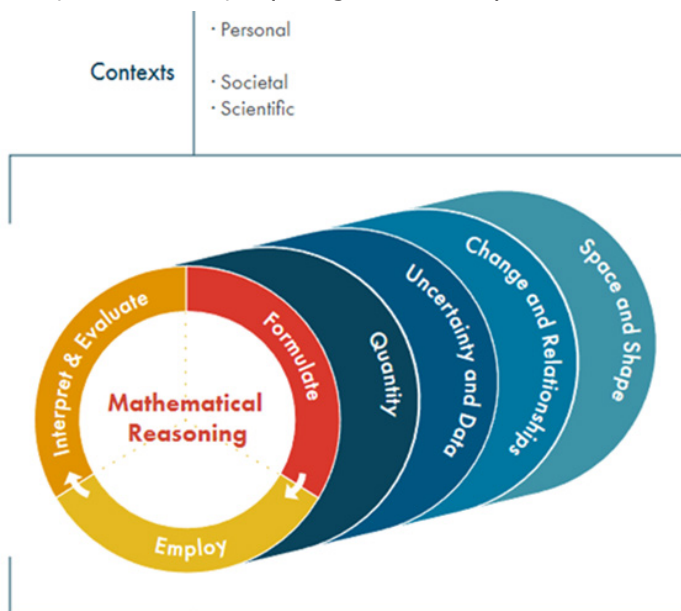 Contexts
· Personal
· Societal
· Scientific
Interpret & Evaluate
Formulate
Employ
Mathematical
Reasoning
Quantity
Uncertainty and Data
Change and Relationships
Space and Shape